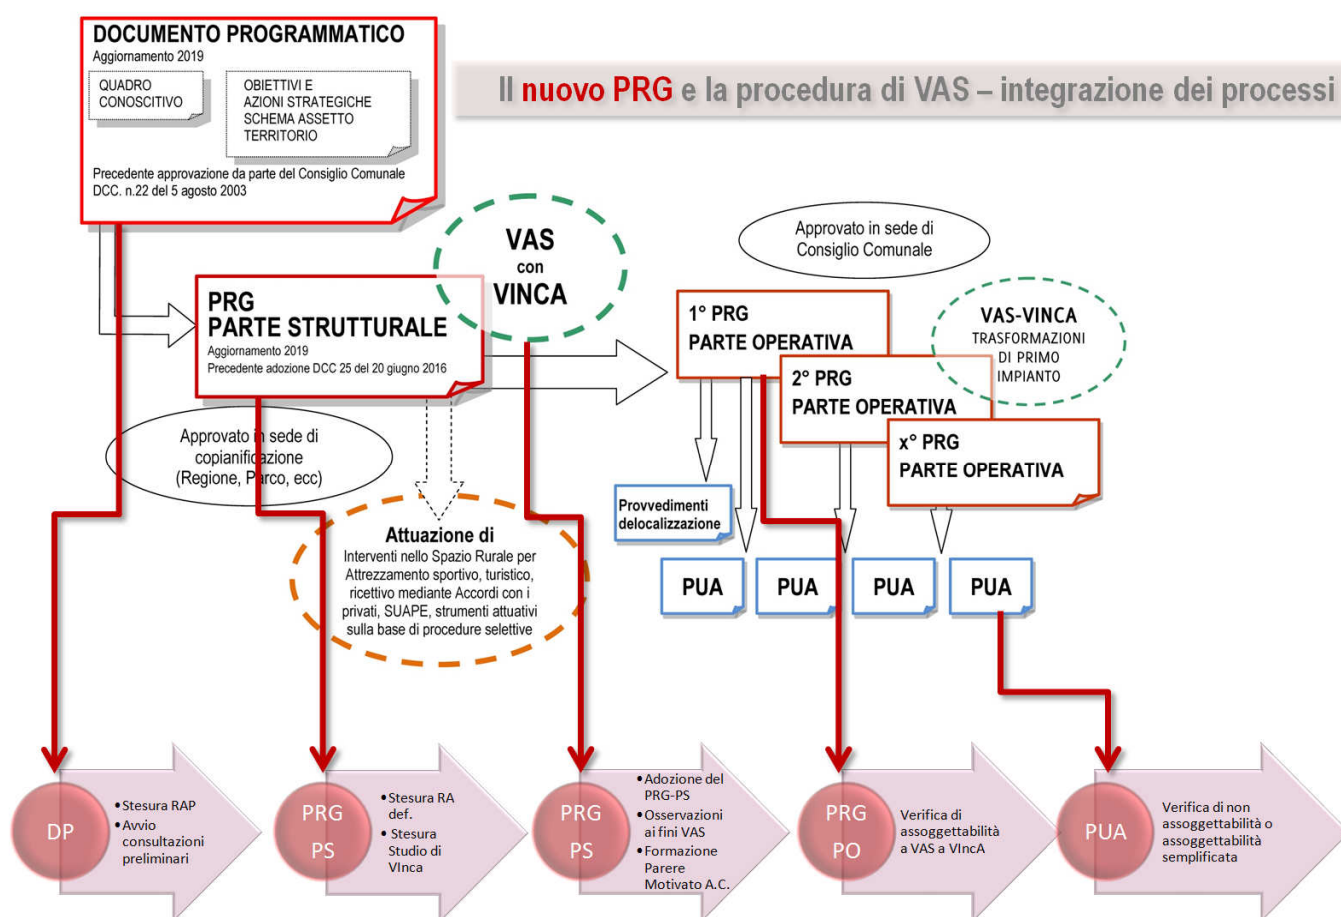 DOCUMENTO PROGRAMMATICO
Aggiornamento 2019
QUADRO
CONOSCITIVO
OBIETTIVI E
AZIONI STRATEGICHE
SCHEMA ASSETTO
TERRITORIO
Precedente approvazione da parte del Consiglio Comunale
DCC. n.22 del 5 agosto 2003
Il nuovo PRG e la procedura di VAS – integrazione dei processi
VAS
con
VINCA
Approvato in sede di
Consiglio Comunale
PRG
PARTE STRUTTURALE
Aggiornamento 2019
Precedente adozione DCC 25 del 20 giugno 2016
1° PRG
PARTE OPERATIVA
VAS-VINCA
TRASFORMAZIONI
DI PRIMO
IMPIANTO
2° PRG
PARTE OPERATIVA
x° PRG
PARTE OPERATIVA
Approvato in sede di
copianificazione
(Regione, Parco, ecc)
Provvedimenti
delocalizzazione
Attuazione di
Interventi nello Spazio Rurale per
Attrezzamento sportivo, turistico,
ricettivo mediante Accordi con i
privati, SUAPE, strumenti attuativi
sulla base di procedure selettive
PUA
PUA
PUA
PUA
DP
• Stesura RAP
• Avvio
consultazioni
preliminari
PRG
PS
• Stesura RA
def.
• Stesura
Studio di
VInca
PRG
PS
• Adozione del
PRG-PS
• Osservazioni
ai fini VAS
• Formazione
Parere
Motivato A.C.
PRG
PO
Verifica di
assoggettabilità
a VAS a VIncA
PUA
Verifica di non
assoggettabilità o
assoggettabilità
semplificata